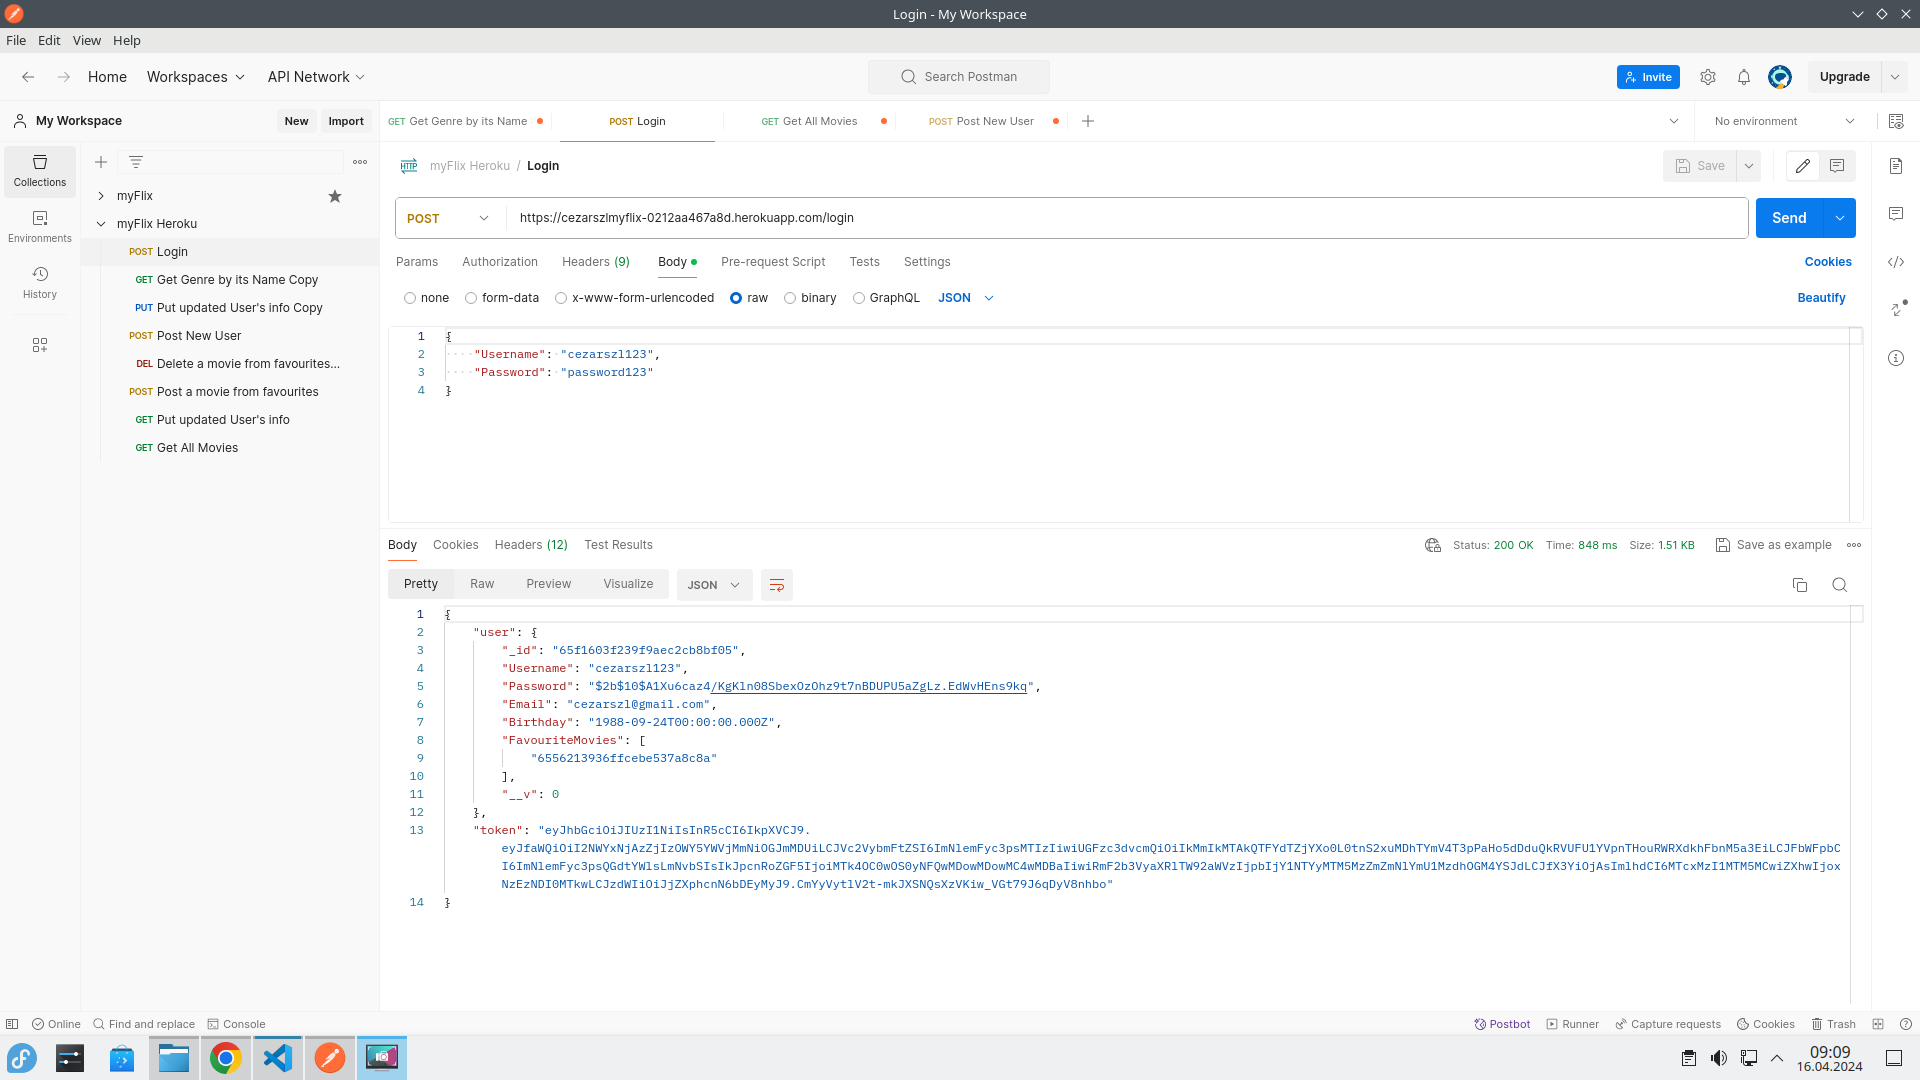 Login - My Workspace
File Edit View Help
Home Workspaces API Network Search Postman Invite Upgrade
My Workspace New Import GET Get Genre by its Name POST Login GET Get All Movies POST Post New User No environment
Collections
Environments
History
myFlix
myFlix Heroku
POST Login
GET Get Genre by its Name Copy
PUT Put updated User's info Copy
POST Post New User
DEL Delete a movie from favourites...
POST Post a movie from favourites
GET Put updated User's info
GET Get All Movies
HTTP myFlix Heroku / Login Save
POST https://cezarszlmyflix-0212aa467a8d.herokuapp.com/login Send
Params Authorization Headers (9) Body Pre-request Script Tests Settings Cookies
none form-data x-www-form-urlencoded raw binary GraphQL JSON Beautify
1 {
2 "Username": "cezarszl123",
3 "Password": "password123"
4 }
Body Cookies Headers (12) Test Results Status: 200 OK Time: 848 ms Size: 1.51 KB Save as example
Pretty Raw Preview Visualize JSON
1 {
2 "user": {
3 "_id": "65f1603f239f9aec2cb8bf05",
4 "Username": "cezarszl123",
5 "Password": "$2b$10$A1Xu6caz4/KgKln08SbexOzOhz9t7nBDUPU5aZgLz.EdWvHEns9kq",
6 "Email": "cezarszl@gmail.com",
7 "Birthday": "1988-09-24T00:00:00.000Z",
8 "FavouriteMovies": [
9 "6556213936ffcebe537a8c8a"
10 ],
11 "__v": 0
12 },
13 "token": "eyJhbGciOiJIUzI1NiIsInR5cCI6IkpXVCJ9.
eyJfaWQiOiI2NWYxNjAzZjIzOWY5YWVjMmNiOGJmMDUiLCJVc2VybmFtZSI6ImNlemFyc3psMTIzIiwiUGFzc3dvcmQiOiIkMmIkMTAkQTFYdTZjYXo0L0tnS2xuMDhTYmV4T3pPaHo5dDduQkRVUFU1YVpnTHouRWRXdkhFbnM5a3EiLCJFbWFpbC
I6ImNlemFyc3psQGdtYWlsLmNvbSIsIkJpcnRoZGF5IjoiMTk4OC0wOS0yNFQwMDowMDowMC4wMDBaIiwiRmF2b3VyaXRlTW92aWVzIjpbIjY1NTYyMTM5MzZmZmNlYmU1MzdhOGM4YSJdLCJfX3YiOjAsImlhdCI6MTcxMzI1MTM5MCwiZXhwIjox
NzEzNDI0MTkwLCJzdWIiOiJjZXphcnN6bDEyMyJ9.CmYyVytlV2t-mkJXSNQsXzVKiw_VGt79J6qDyV8nhbo"
14 }
Online Find and replace Console Postbot Runner Capture requests Cookies Trash
09:09
16.04.2024